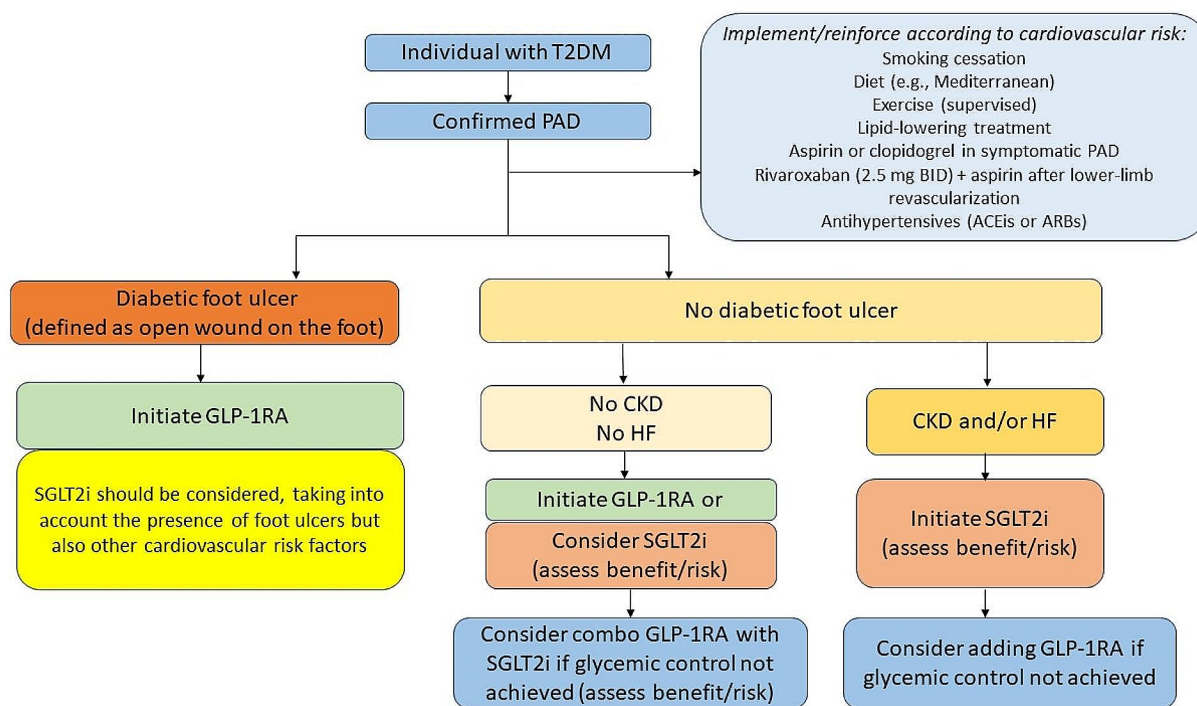 Individual with T2DM
Confirmed PAD
Implement/reinforce according to cardiovascular risk:
Smoking cessation
Diet (e.g., Mediterranean)
Exercise (supervised)
Lipid-lowering treatment
Aspirin or clopidogrel in symptomatic PAD
Rivaroxaban (2.5 mg BID) + aspirin after lower-limb
revascularization
Antihypertensives (ACEis or ARBs)
Diabetic foot ulcer
(defined as open wound on the foot)
Initiate GLP-1RA
SGLT2i should be considered, taking into
account the presence of foot ulcers but
also other cardiovascular risk factors
No diabetic foot ulcer
No CKD
No HF
Initiate GLP-1RA or
Consider SGLT2i
(assess benefit/risk)
Consider combo GLP-1RA with
SGLT2i if glycemic control not
achieved (assess benefit/risk)
CKD and/or HF
Initiate SGLT2i
(assess benefit/risk)
Consider adding GLP-1RA if
glycemic control not achieved